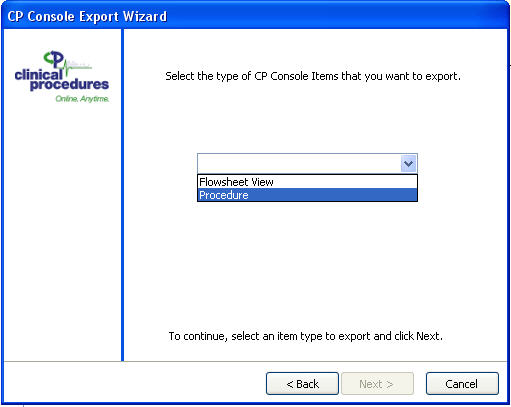 CP Console Export Wizard
CP
clinical
procedures
Online. Anytime.
Select the type of CP Console Items that you want to export.
Flowsheet View
Procedure
To continue, select an item type to export and click Next.
< Back
Next >
Cancel